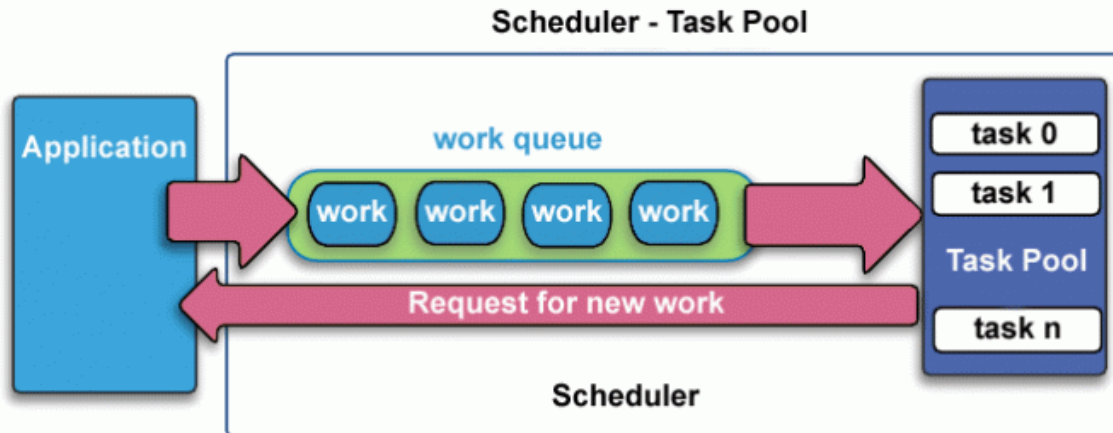 Scheduler - Task Pool
Application
work queue
work work work work
Request for new work
task 0
task 1
Task Pool
task n
Scheduler